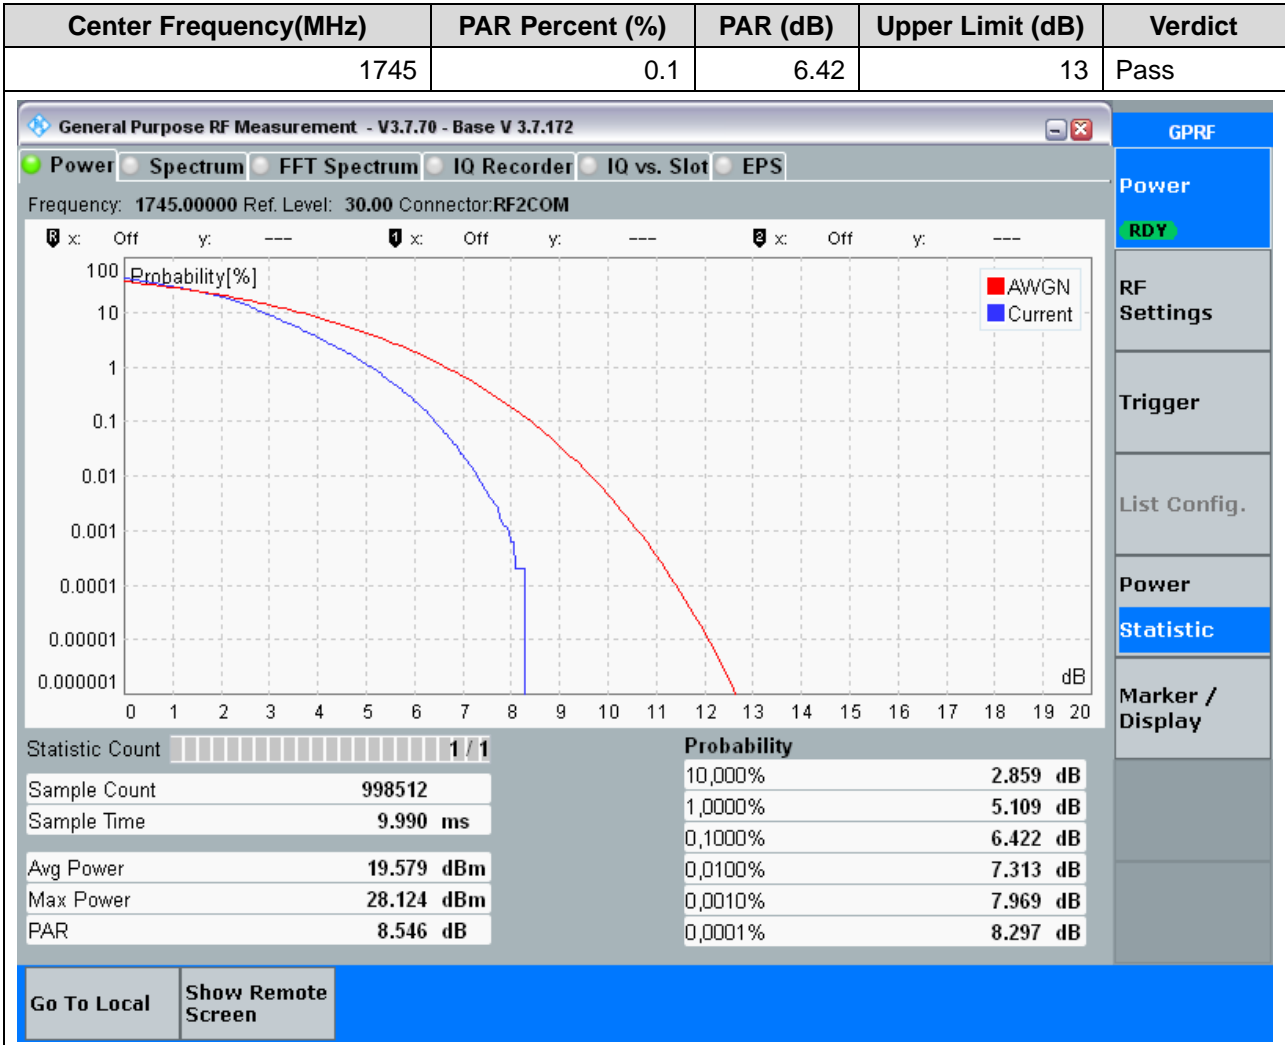 Center Frequency(MHz) PAR Percent (%) PAR (dB) Upper Limit (dB) Verdict
1745 0.1 6.42 13 Pass
General Purpose RF Measurement - V3.7.70 - Base V 3.7.172
GPRF
Power Spectrum FFT Spectrum IQ Recorder IQ vs. Slot EPS
Frequency: 1745.00000 Ref. Level: 30.00 Connector:RF2COM
R x: Off y: --- 1 x: Off y: --- 2 x: Off y: ---
Probability[%]
AWGN
Current
100
10
1
0.1
0.01
0.001
0.0001
0.00001
0.000001
dB
0 1 2 3 4 5 6 7 8 9 10 11 12 13 14 15 16 17 18 19 20
Statistic Count 1 / 1
Sample Count 998512
Sample Time 9.990 ms
Avg Power 19.579 dBm
Max Power 28.124 dBm
PAR 8.546 dB
Probability
10,000% 2.859 dB
1,0000% 5.109 dB
0,1000% 6.422 dB
0,0100% 7.313 dB
0,0010% 7.969 dB
0,0001% 8.297 dB
Power
RDY
RF
Settings
Trigger
List Config.
Power
Statistic
Marker /
Display
Go To Local
Show Remote
Screen